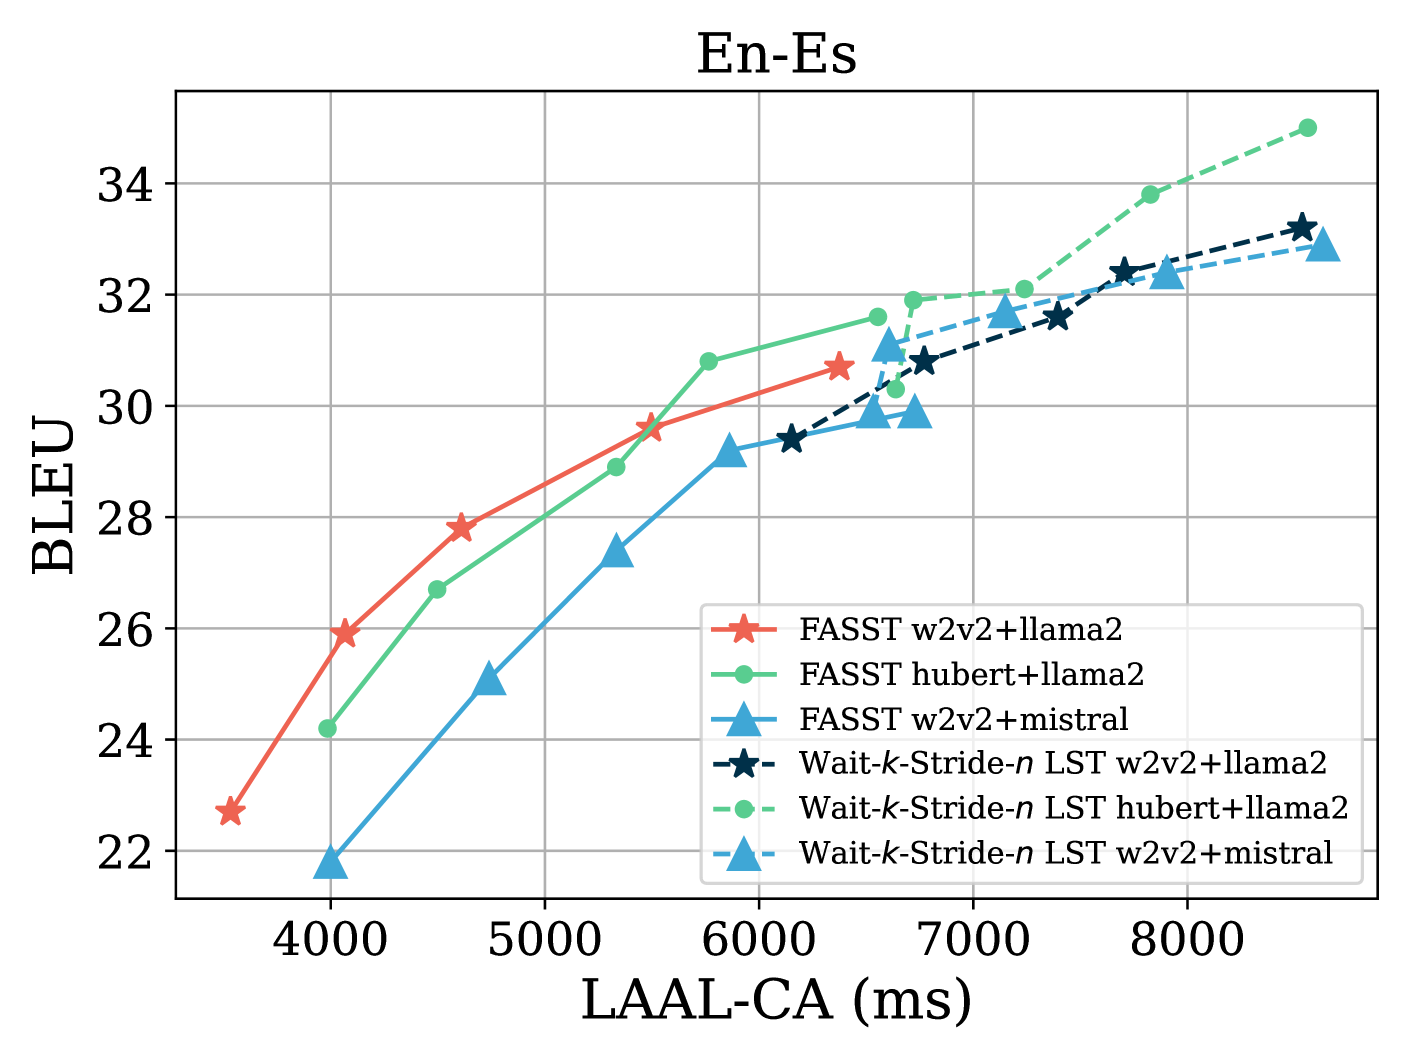 En-Es
34
32
30
28
26
24
22
BLEU
FASST w2v2+llama2
FASST hubert+llama2
FASST w2v2+mistral
Wait-k-Stride-n LST w2v2+llama2
Wait-k-Stride-n LST hubert+llama2
Wait-k-Stride-n LST w2v2+mistral
4000 5000 6000 7000 8000
LAAL-CA (ms)